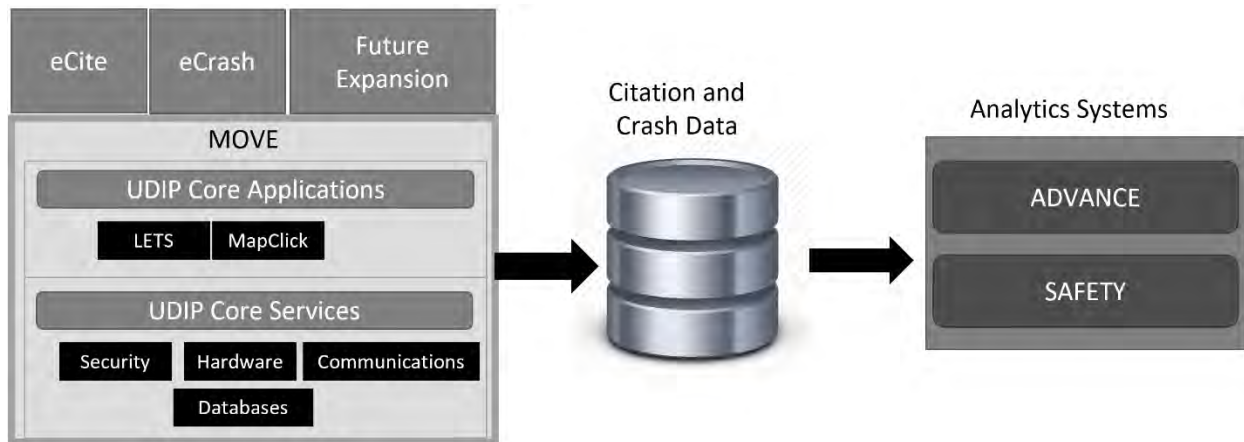 eCite
eCrash
Future
Expansion
MOVE
UDIP Core Applications
LETS
MapClick
UDIP Core Services
Security
Hardware
Communications
Databases
Citation and
Crash Data
Analytics Systems
ADVANCE
SAFETY